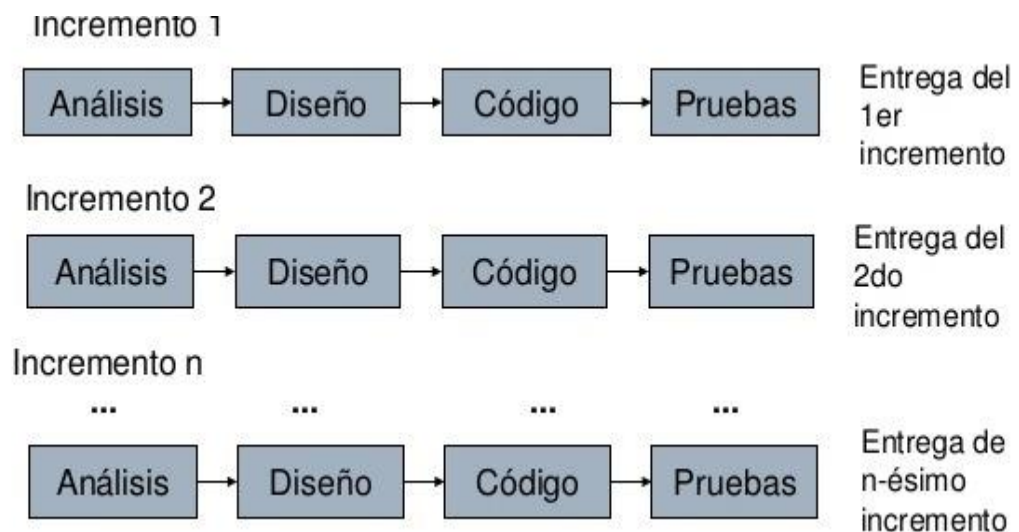 Incremento 1
Análisis Diseño Código Pruebas
Entrega del
1er
incremento
Incremento 2
Análisis Diseño Código Pruebas
Entrega del
2do
incremento
Incremento n
... ... ... ...
Análisis Diseño Código Pruebas
Entrega de
n-ésimo
incremento